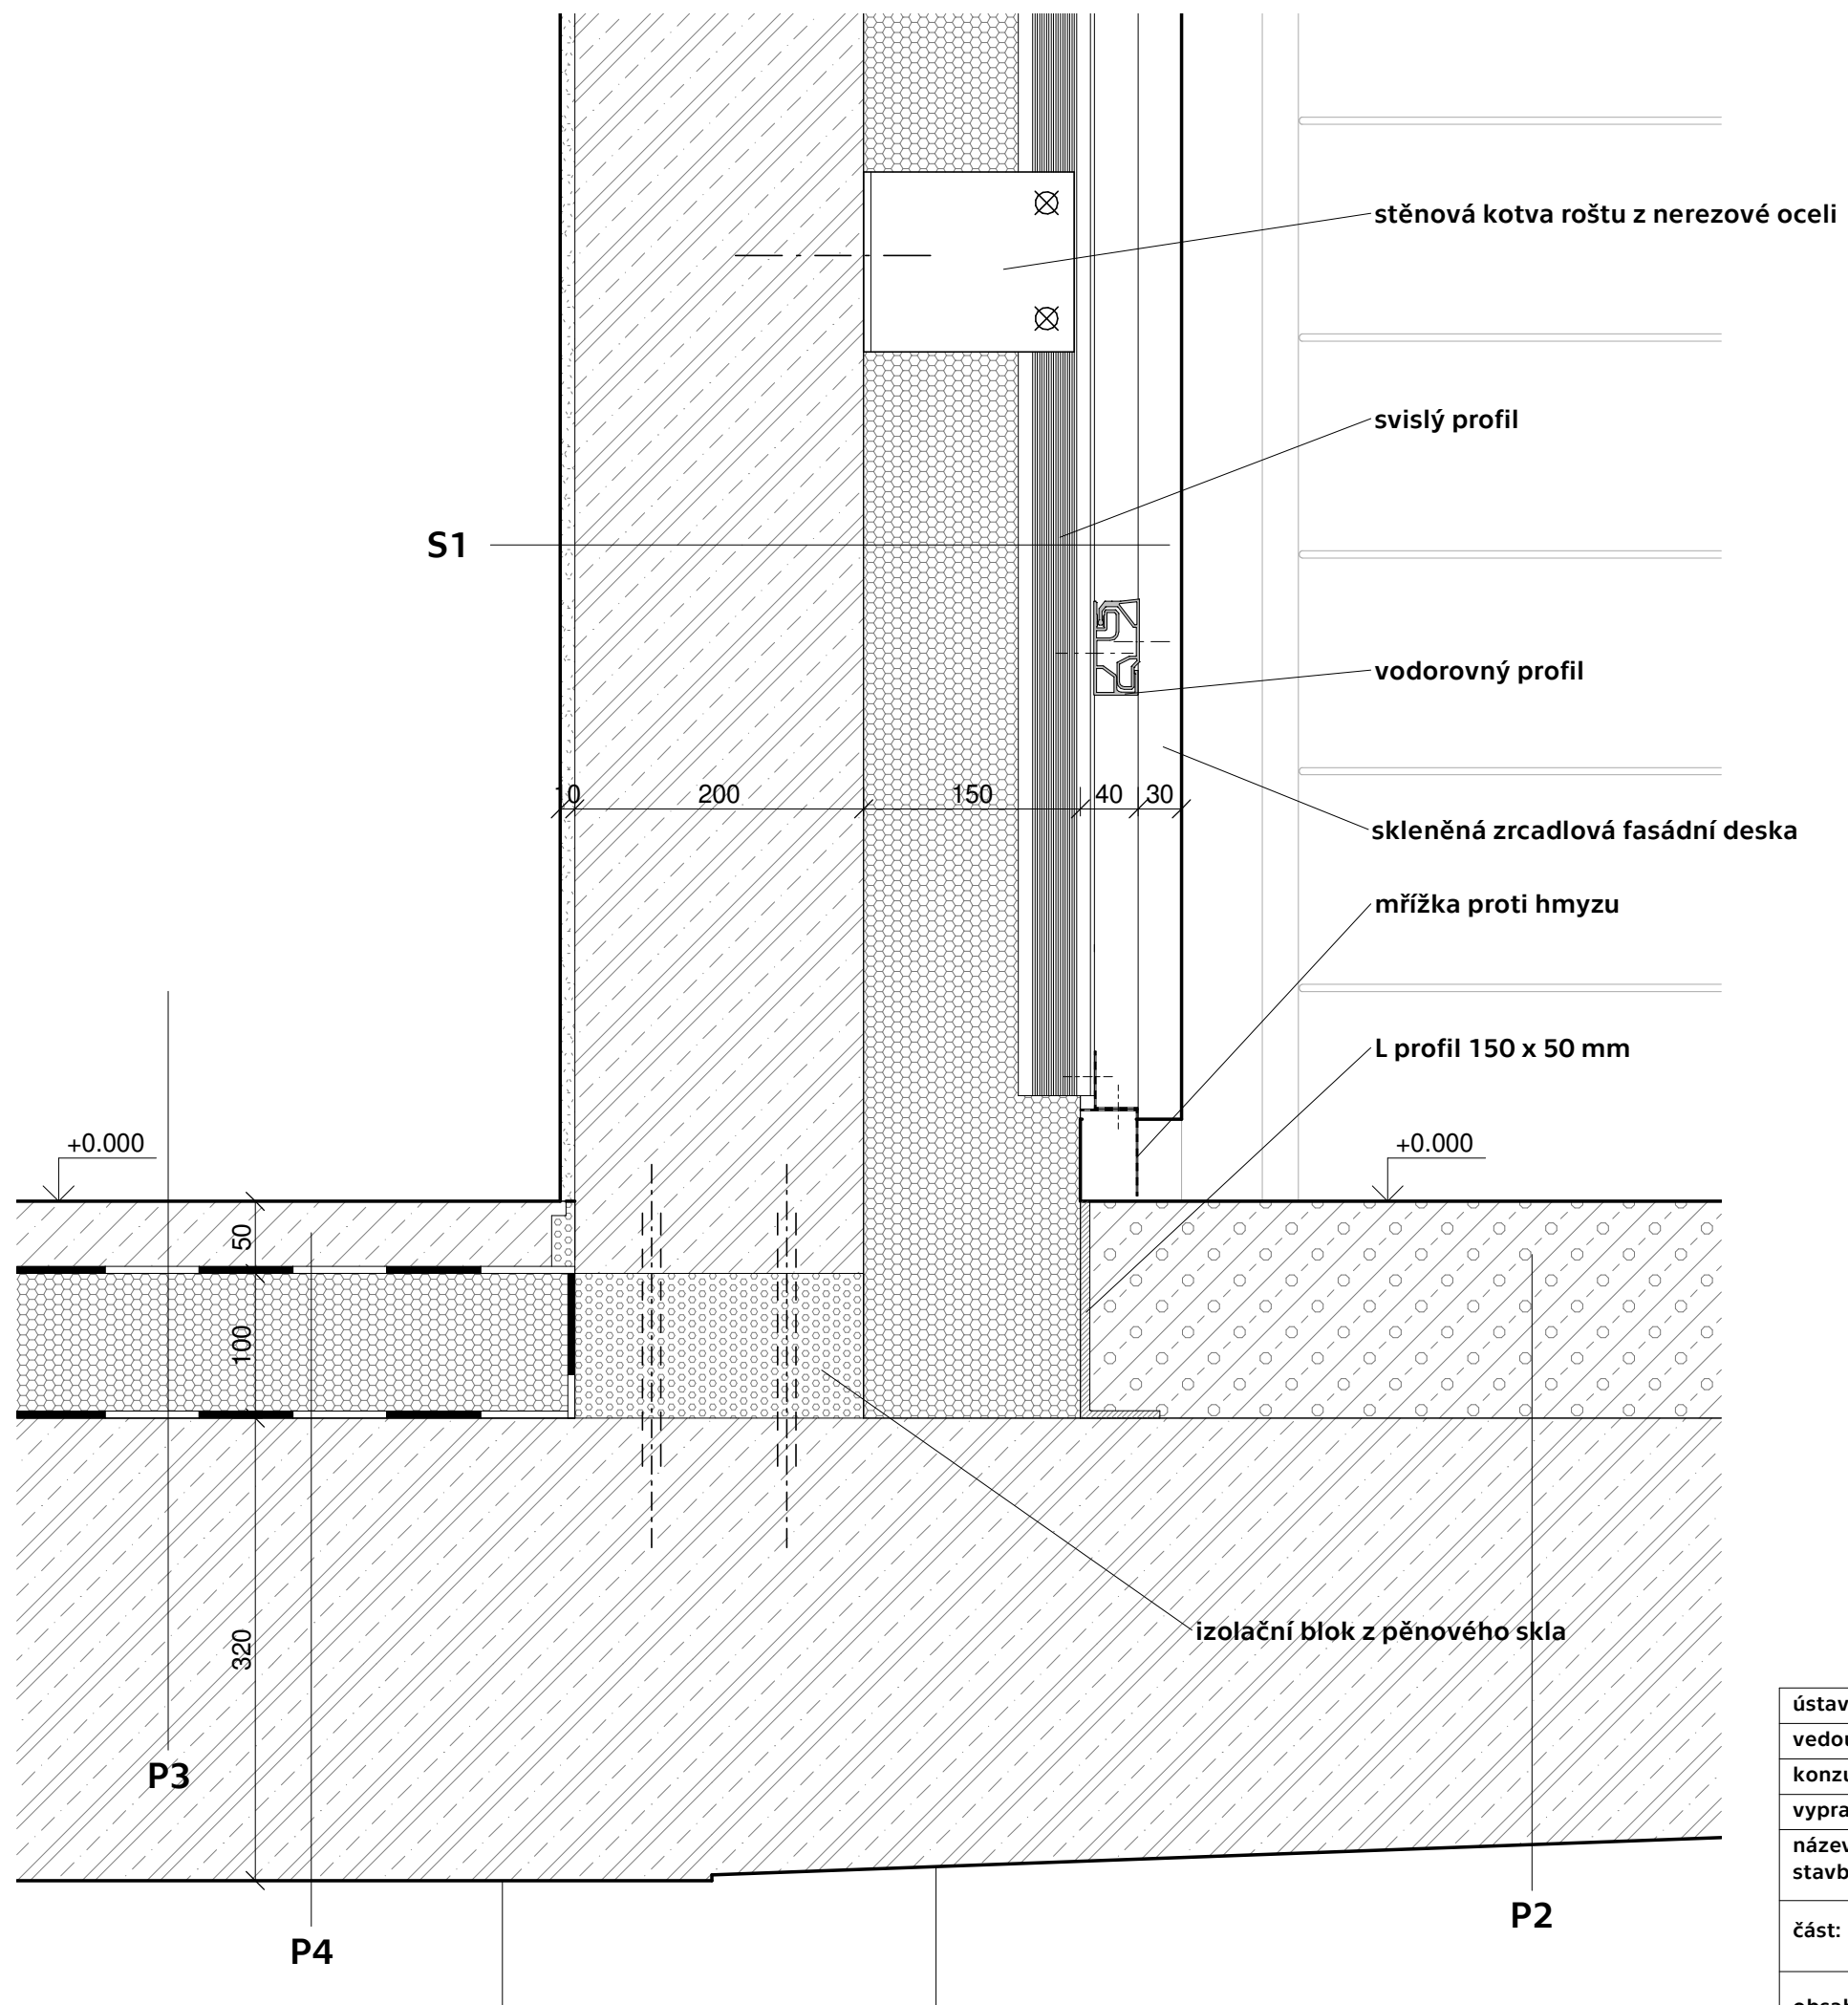 stěnová kotva roštu z nerezové oceli
svislý profil
S1
vodorovný profil
10 200 150 40 30
skleněná zrcadlová fasádní deska
mřížka proti hmyzu
L profil 150 x 50 mm
+0.000
+0.000
50
100
320
izolační blok z pěnového skla
P3
P4
P2
ústav
část: